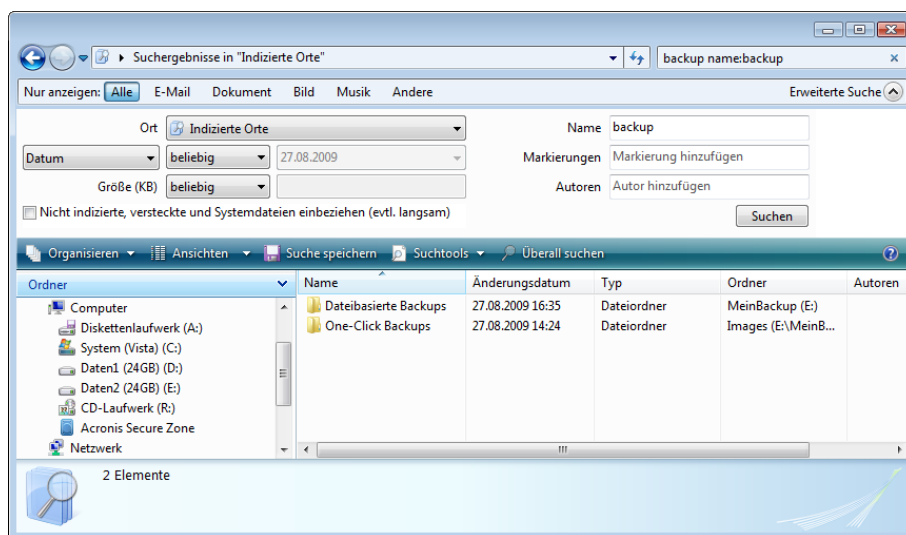 Suchergebnisse in "Indizierte Orte"
backup name:backup
Nur anzeigen: Alle E-Mail Dokument Bild Musik Andere Erweiterte Suche
Ort Indizierte Orte Name backup
Datum beliebig 27.08.2009 Markierungen Markierung hinzufügen
Größe (KB) beliebig Autoren Autor hinzufügen
Nicht indizierte, versteckte und Systemdateien einbeziehen (evtl. langsam)
Suchen
Organisieren Ansichten Suche speichern Suchtools Überall suchen
Ordner Name Änderungsdatum Typ Ordner Autoren
Computer
Diskettenlaufwerk (A:)
System (Vista) (C:)
Daten1 (24GB) (D:)
Daten2 (24GB) (E:)
CD-Laufwerk (R:)
Acronis Secure Zone
Netzwerk
Dateibasierte Backups 27.08.2009 16:35 Dateiordner MeinBackup (E:)
One-Click Backups 27.08.2009 14:24 Dateiordner Images (E:\MeinB...
2 Elemente